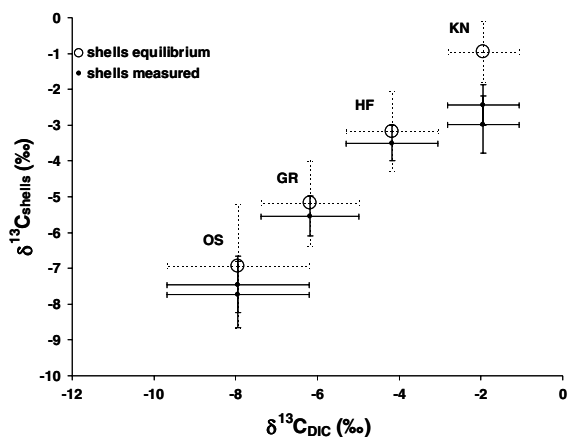 0
-1
-2
-3
-4
-5
-6
-7
-8
-9
-10
-12
-10
-8
-6
-4
-2
0
shells equilibrium
shells measured
KN
HF
GR
OS
δ¹³Cshells (‰)
δ¹³CDIC (‰)